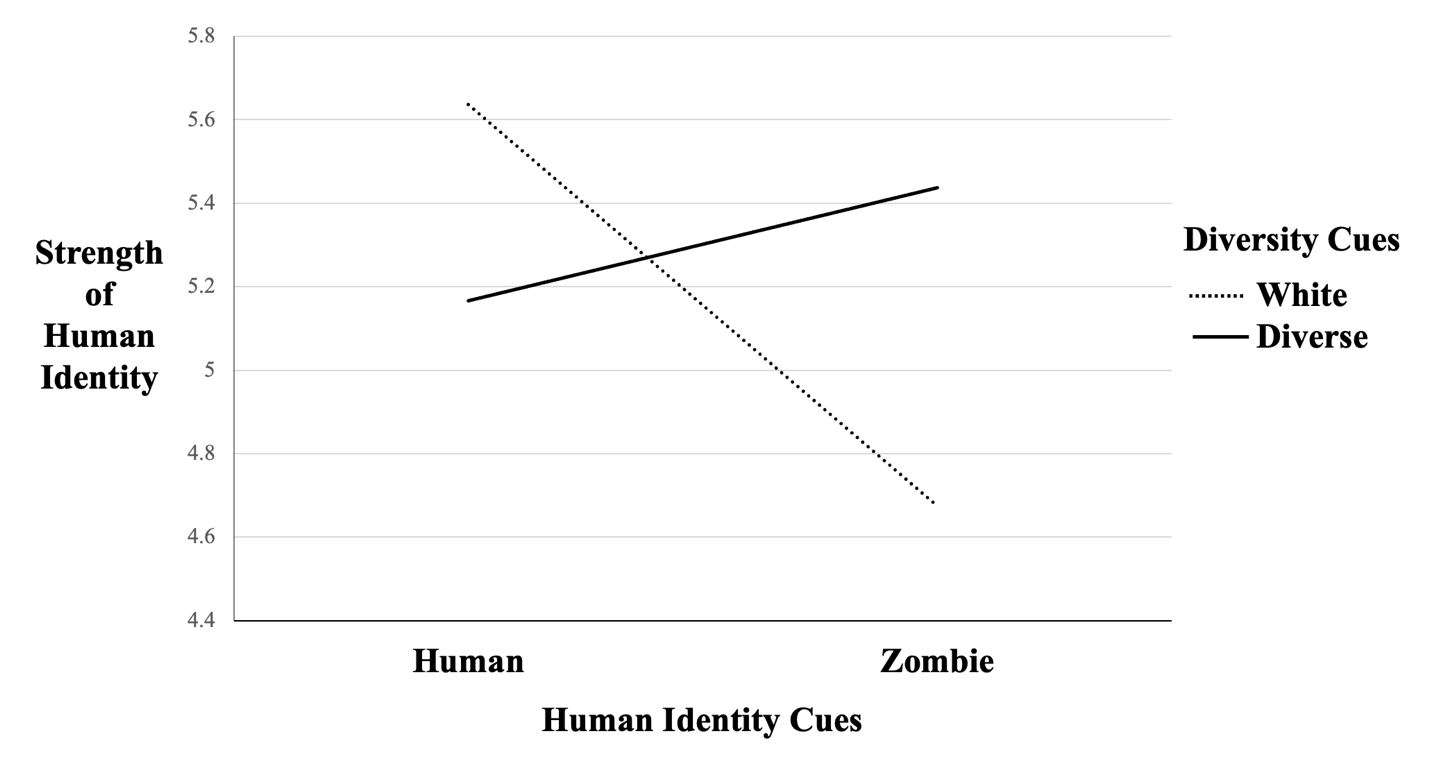 5.8
5.6
5.4
5.2
5
4.8
4.6
4.4
Strength
of
Human
Identity
Human
Zombie
Human Identity Cues
Diversity Cues
White
Diverse